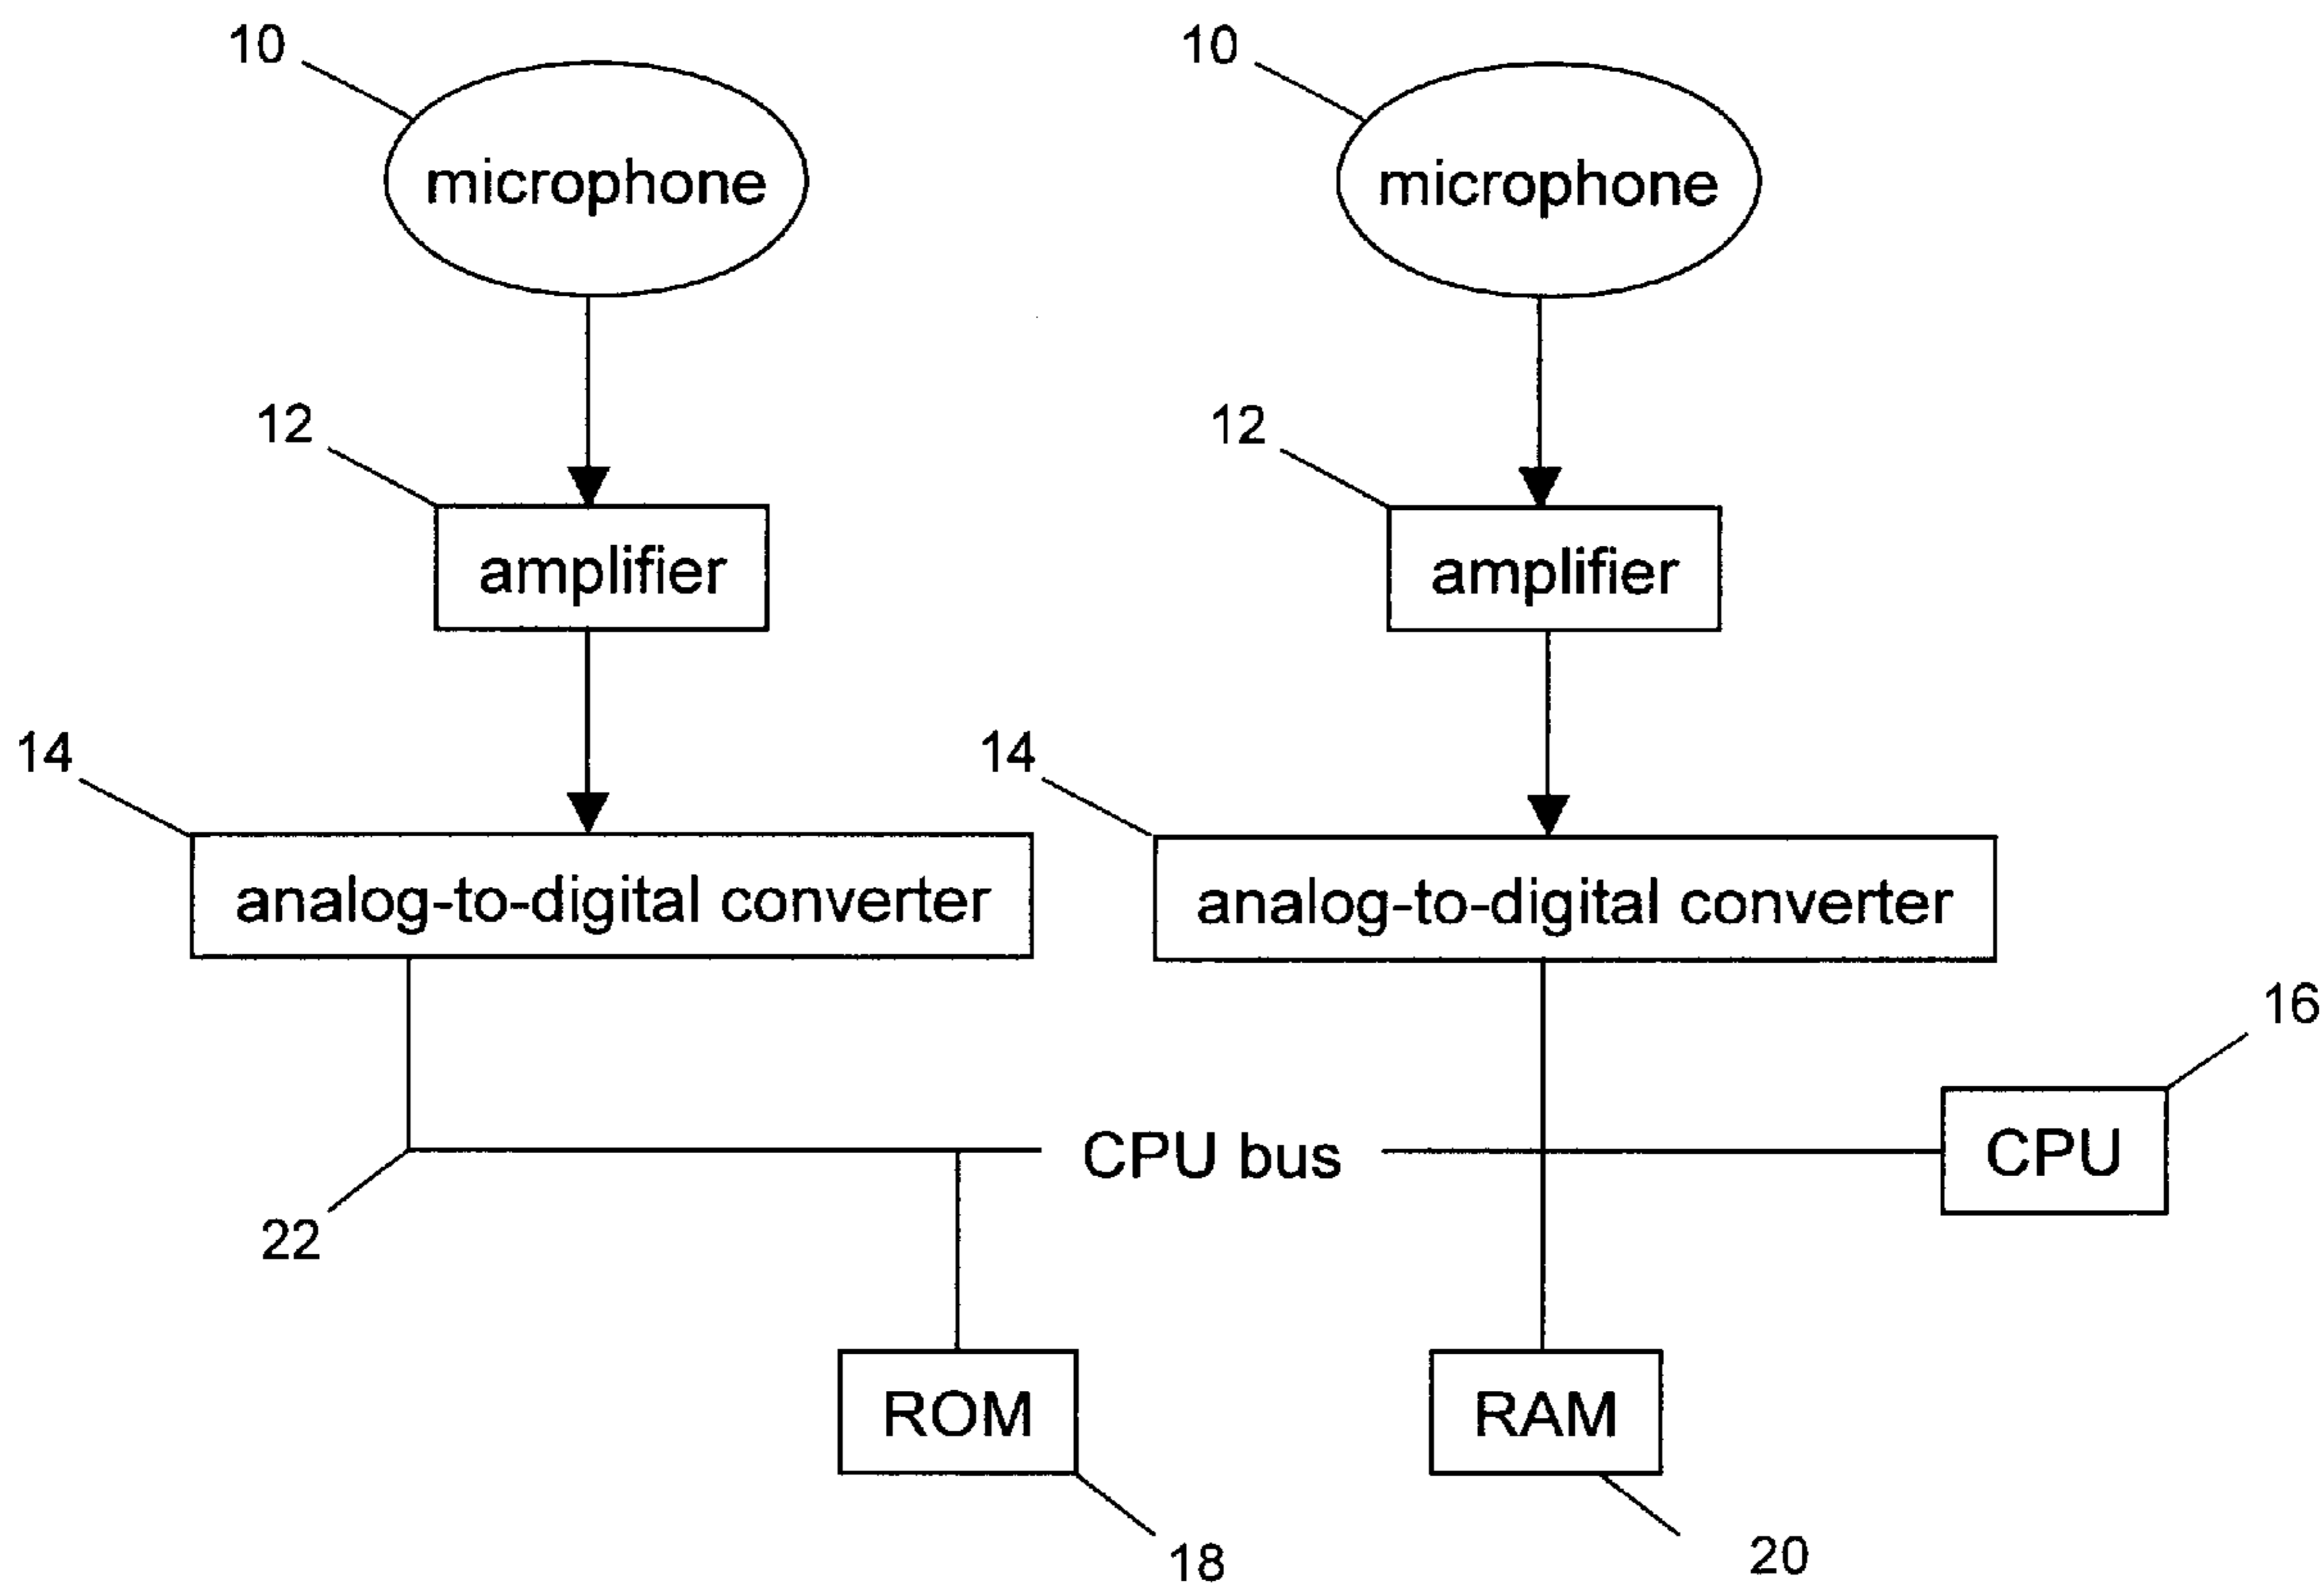 10 10
microphone microphone
12 12
amplifier amplifier
14 14
analog-to-digital converter analog-to-digital converter
16
CPU bus CPU
22
ROM RAM
18 20